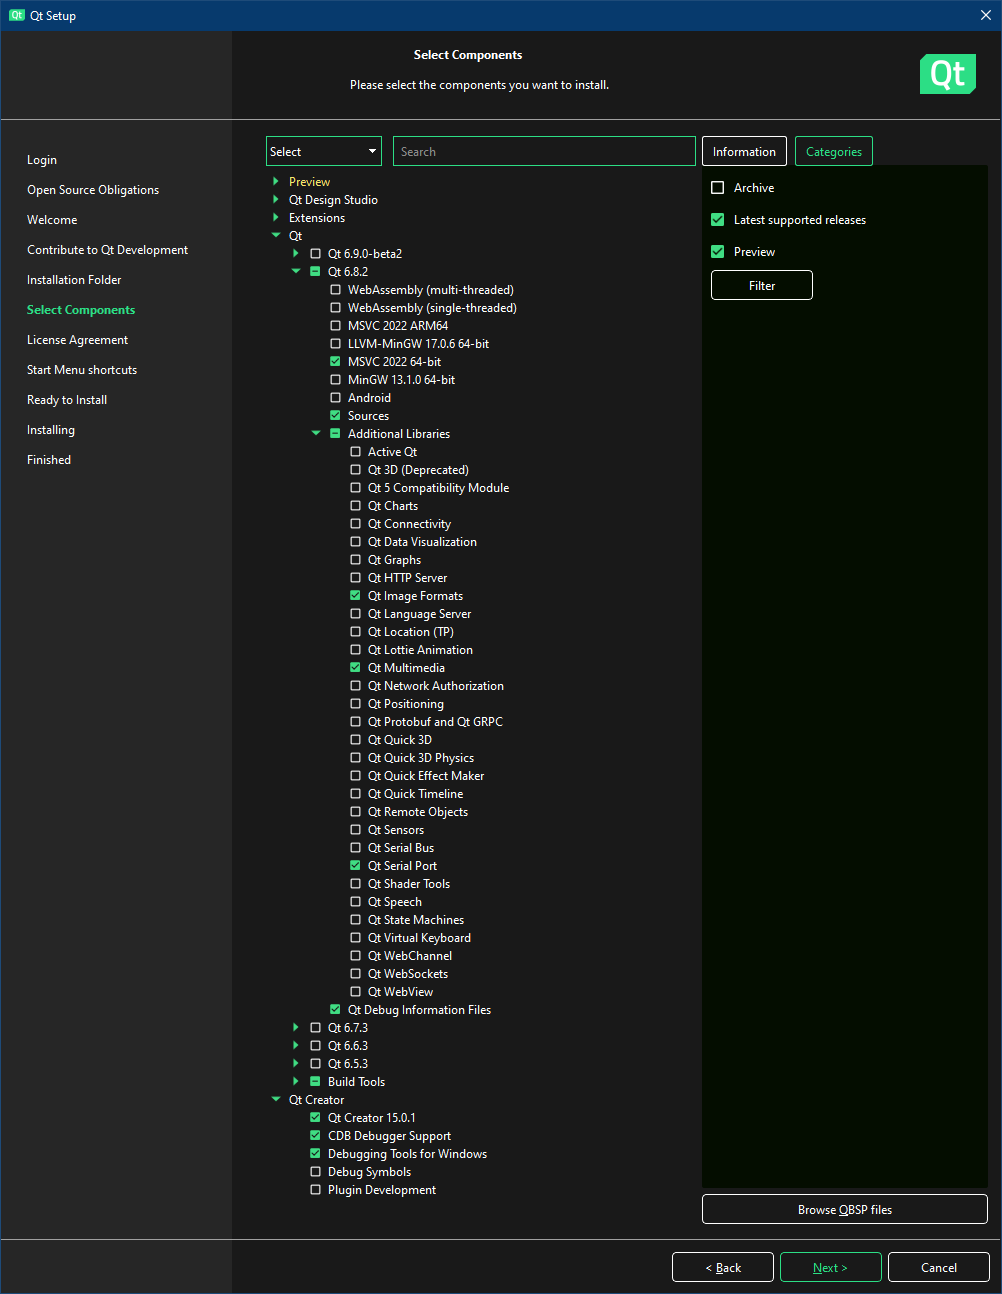 Qt Setup
Select Components
Please select the components you want to install.
Qt
Login
Open Source Obligations
Welcome
Contribute to Qt Development
Installation Folder
Select Components
License Agreement
Start Menu shortcuts
Ready to Install
Installing
Finished
Select
Search
Information
Categories
Preview
Qt Design Studio
Extensions
Qt
Qt 6.9.0-beta2
Qt 6.8.2
WebAssembly (multi-threaded)
WebAssembly (single-threaded)
MSVC 2022 ARM64
LLVM-MinGW 17.0.6 64-bit
MSVC 2022 64-bit
MinGW 13.1.0 64-bit
Android
Sources
Additional Libraries
Active Qt
Qt 3D (Deprecated)
Qt 5 Compatibility Module
Qt Charts
Qt Connectivity
Qt Data Visualization
Qt Graphs
Qt HTTP Server
Qt Image Formats
Qt Language Server
Qt Location (TP)
Qt Lottie Animation
Qt Multimedia
Qt Network Authorization
Qt Positioning
Qt Protobuf and Qt GRPC
Qt Quick 3D
Qt Quick 3D Physics
Qt Quick Effect Maker
Qt Quick Timeline
Qt Remote Objects
Qt Sensors
Qt Serial Bus
Qt Serial Port
Qt Shader Tools
Qt Speech
Qt State Machines
Qt Virtual Keyboard
Qt WebChannel
Qt WebSockets
Qt WebView
Qt Debug Information Files
Qt 6.7.3
Qt 6.6.3
Qt 6.5.3
Build Tools
Qt Creator
Qt Creator 15.0.1
CDB Debugger Support
Debugging Tools for Windows
Debug Symbols
Plugin Development
Archive
Latest supported releases
Preview
Filter
Browse QBSP files
< Back
Next >
Cancel